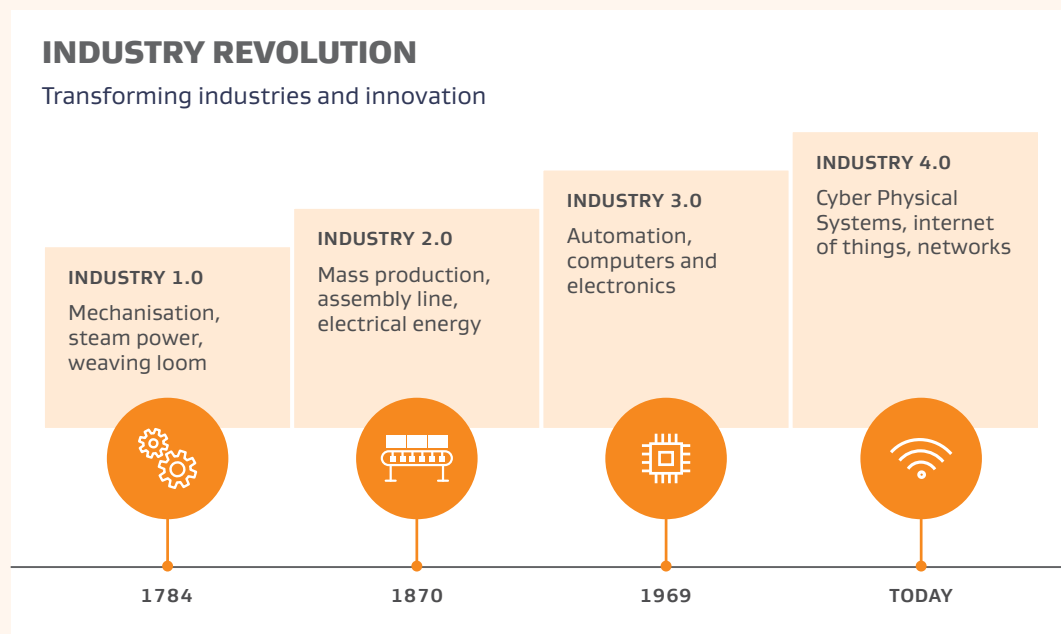 INDUSTRY REVOLUTION
Transforming industries and innovation
INDUSTRY 1.0
Mechanisation,
steam power,
weaving loom
INDUSTRY 2.0
Mass production,
assembly line,
electrical energy
INDUSTRY 3.0
Automation,
computers and
electronics
INDUSTRY 4.0
Cyber Physical
Systems, internet
of things, networks
1784
1870
1969
TODAY